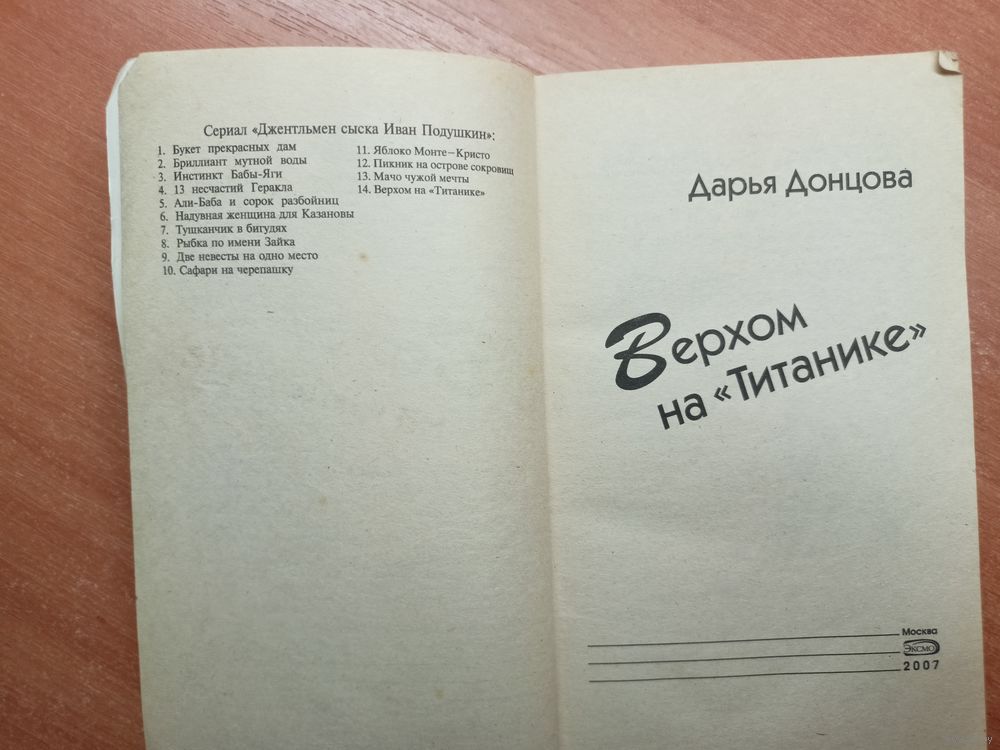 Сериал «Джентльмен сыска Иван Подушкин»:
1. Букет прекрасных дам
2. Бриллиант мутной воды
3. Инстинкт Бабы-Яги
4. 13 несчастий Геракла
5. Али-Баба и сорок разбойниц
6. Надувная женщина для Казановы
7. Тушканчик в бигудях
8. Рыбка по имени Зайка
9. Две невесты на одно место
10. Сафари на черепашку
11. Яблоко Монте-Кристо
12. Пикник на острове сокровищ
13. Мачо чужой мечты
14. Верхом на «Титанике»
Дарья Донцова
Верхом
на «Титанике»
Москва
ЭКСМО
2007